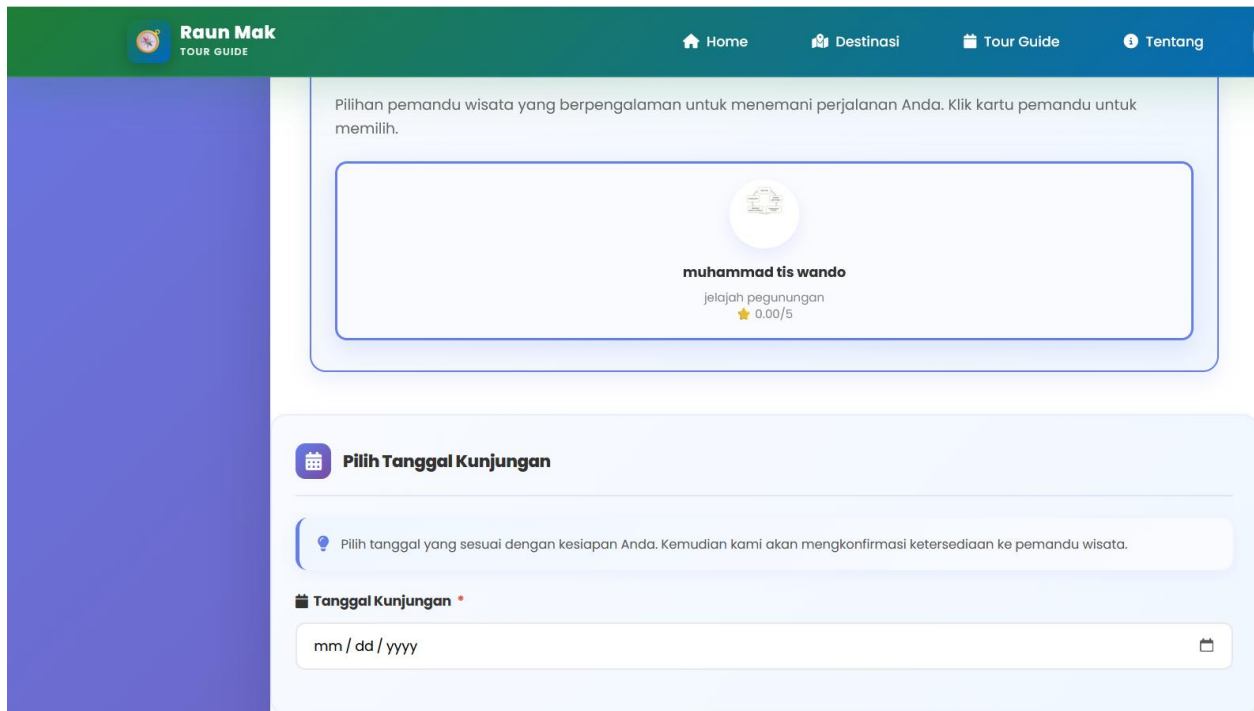 Raun Mak
TOUR GUIDE
Home
Destinasi
Tour Guide
Tentang
Pilihan pemandu wisata yang berpengalaman untuk menemani perjalanan Anda. Klik kartu pemandu untuk
memilih.
muhammad tis wando
jelajah pegunungan
0.00/5
Pilih Tanggal Kunjungan
Pilih tanggal yang sesuai dengan kesiapan Anda. Kemudian kami akan mengkonfirmasi ketersediaan ke pemandu wisata.
Tanggal Kunjungan *
mm / dd / yyyy